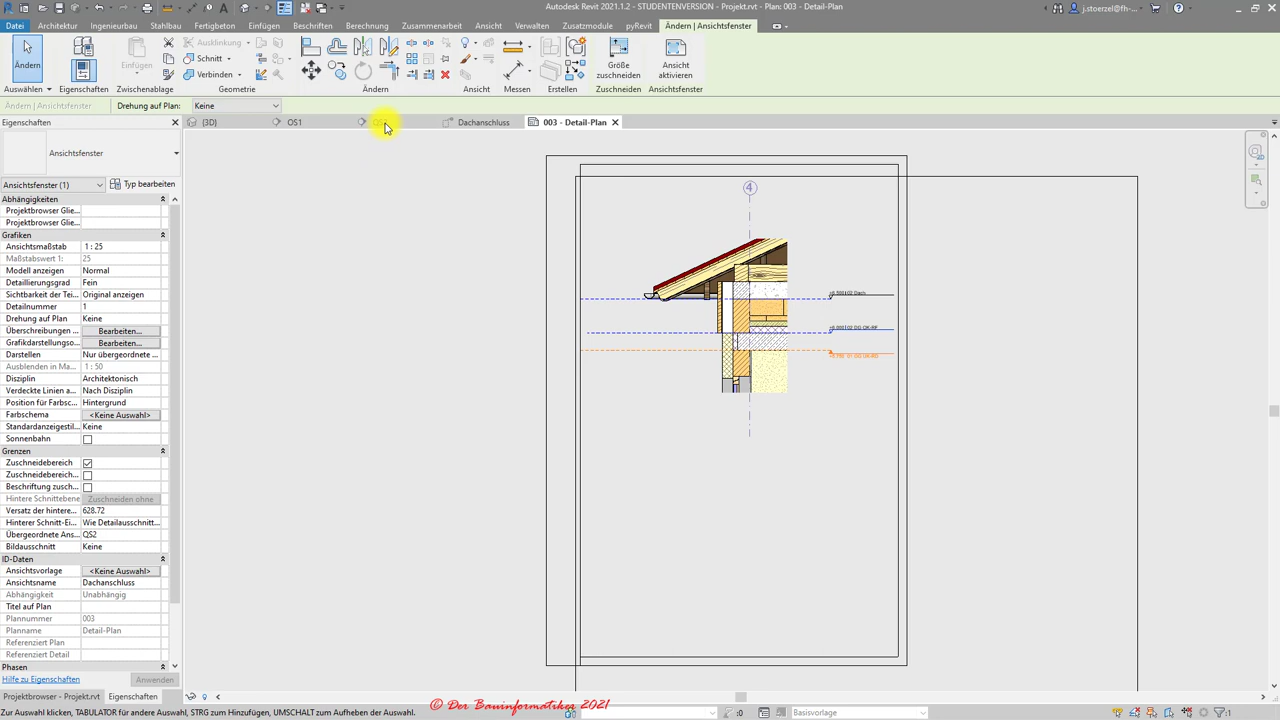 Autodesk Revit 2021.1.2 - STUDENTENVERSION - Projekt.rvt - Plan: 003 - Detail-Plan
j.stoerzel@fh-...
Datei Architektur Ingenieurbau Stahlbau Fertigbeton Einfügen Beschriften Berechnung Zusammenarbeit Ansicht Verwalten Zusatzmodule pyRevit Ändern | Ansichtsfenster
Ändern
Einfügen
Ausklinkung
Schnitt
Verbinden
Größe zuschneiden
Ansicht aktivieren
Auswählen Eigenschaften Zwischenablage Geometrie Ändern Ansicht Messen Erstellen Zuschneiden Ansichtsfenster
Ändern | Ansichtsfenster Drehung auf Plan: Keine
Eigenschaften
{3D}
Dachanschluss
003 - Detail-Plan
Ansichtsfenster
Ansichtsfenster (1) Typ bearbeiten
Abhängigkeiten
Projektbrowser Glie...
Projektbrowser Glie...
Grafiken
Ansichtsmaßstab 1 : 25
Maßstabswert 1: 25
Modell anzeigen Normal
Detaillierungsgrad Fein
Sichtbarkeit der Tei... Original anzeigen
Detailnummer 1
Drehung auf Plan Keine
Überschreibungen ... Bearbeiten...
Grafikdarstellungso... Bearbeiten...
Darstellen Nur übergeordnete ...
Ausblenden in Ma... 1 : 50
Disziplin Architektonisch
Verdeckte Linien a... Nach Disziplin
Position für Farbsc... Hintergrund
Farbschema <Keine Auswahl>
Standardanzeigestil... Keine
Sonnenbahn
Grenzen
Zuschneidebereich
Zuschneidebereich...
Beschriftung zusch...
Hintere Schnittebene Zuschneiden ohne
Versatz der hintere... 628.72
Hinterer Schnitt-Ei... Wie Detailausschnitt...
Übergeordnete Ans... QS2
Bildausschnitt Keine
ID-Daten
Ansichtsvorlage <Keine Auswahl>
Ansichtsname Dachanschluss
Abhängigkeit Unabhängig
Titel auf Plan
Plannummer 003
Planname Detail-Plan
Referenziert Plan
Referenziert Detail
Phasen
Hilfe zu Eigenschaften Anwenden
Projektbrowser - Projekt.rvt Eigenschaften
4
© Der Bauinformatiker 2021
Zur Auswahl klicken, TABULATOR für andere Auswahl, STRG zum Hinzufügen, UMSCHALT zum Aufheben der Auswahl.
:0
Basisvorlage
:1